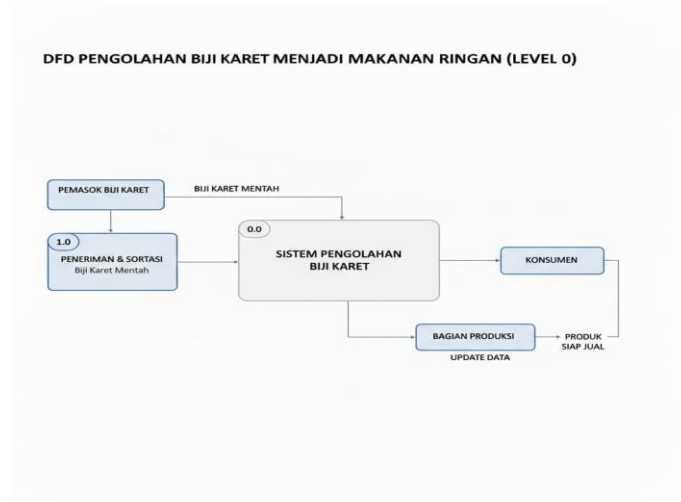 DFD PENGOLAHAN BIJI KARET MENJADI MAKANAN RINGAN (LEVEL 0)
PEMASOK BIJI KARET
BIJI KARET MENTAH
1.0
PENERIMAN & SORTASI
Biji Karet Mentah
0.0
SISTEM PENGOLAHAN
BIJI KARET
KONSUMEN
BAGIAN PRODUKSI
UPDATE DATA
PRODUK
SIAP JUAL